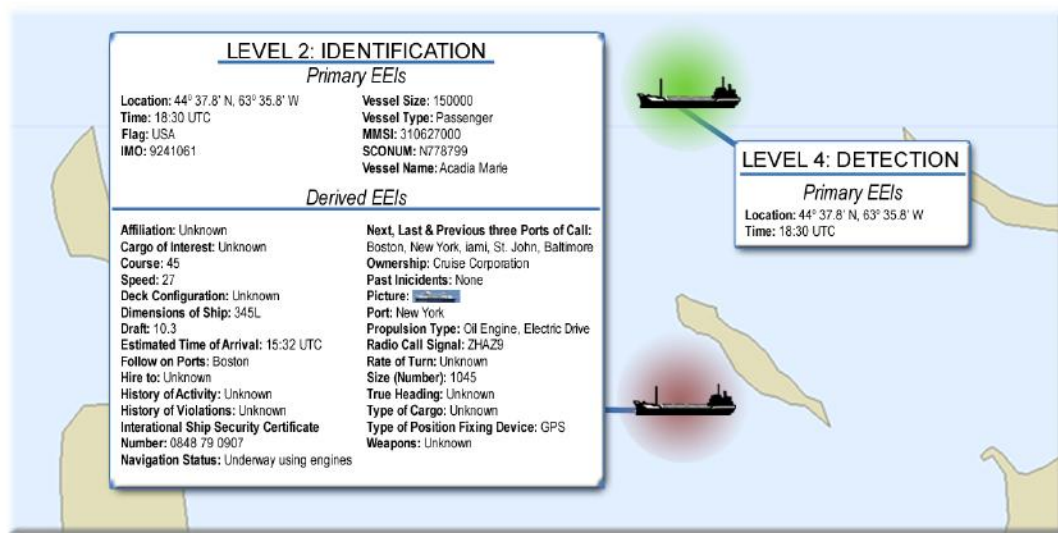 LEVEL 2: IDENTIFICATION
Primary EEIs
Location: 44° 37.8' N, 63° 35.8' W
Time: 18:30 UTC
Flag: USA
IMO: 9241061
Vessel Size: 150000
Vessel Type: Passenger
MMSI: 310627000
SCONUM: N778799
Vessel Name: Acadia Marie
Derived EEIs
Affiliation: Unknown
Cargo of Interest: Unknown
Course: 45
Speed: 27
Deck Configuration: Unknown
Dimensions of Ship: 345L
Draft: 10.3
Estimated Time of Arrival: 15:32 UTC
Follow on Ports: Boston
Hire to: Unknown
History of Activity: Unknown
History of Violations: Unknown
Interational Ship Security Certificate
Number: 0848 79 0907
Navigation Status: Underway using engines
Next, Last & Previous three Ports of Call:
Boston, New York, iami, St. John, Baltimore
Ownership: Cruise Corporation
Past Inicidents: None
Picture:
Port: New York
Propulsion Type: Oil Engine, Electric Drive
Radio Call Signal: ZHAZ9
Rate of Turn: Unknown
Size (Number): 1045
True Heading: Unknown
Type of Cargo: Unknown
Type of Position Fixing Device: GPS
Weapons: Unknown
LEVEL 4: DETECTION
Primary EEIs
Location: 44° 37.8' N, 63° 35.8' W
Time: 18:30 UTC